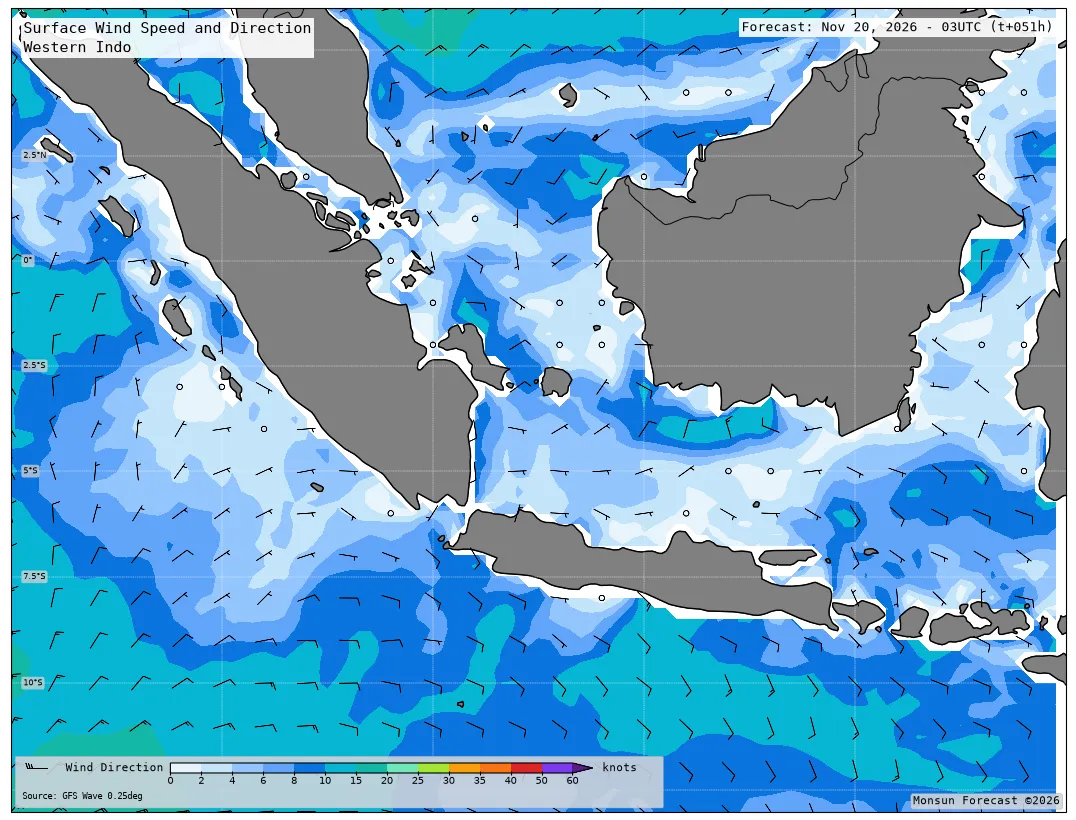 Surface Wind Speed and Direction
Western Indo
Forecast: Nov 20, 2026 - 03UTC (t+051h)
2.5°N
0°
2.5°S
5°S
7.5°S
10°S
Wind Direction
0 2 4 6 8 10 15 20 25 30 35 40 50 60
knots
Source: GFS Wave 0.25deg
Monsun Forecast ©2026